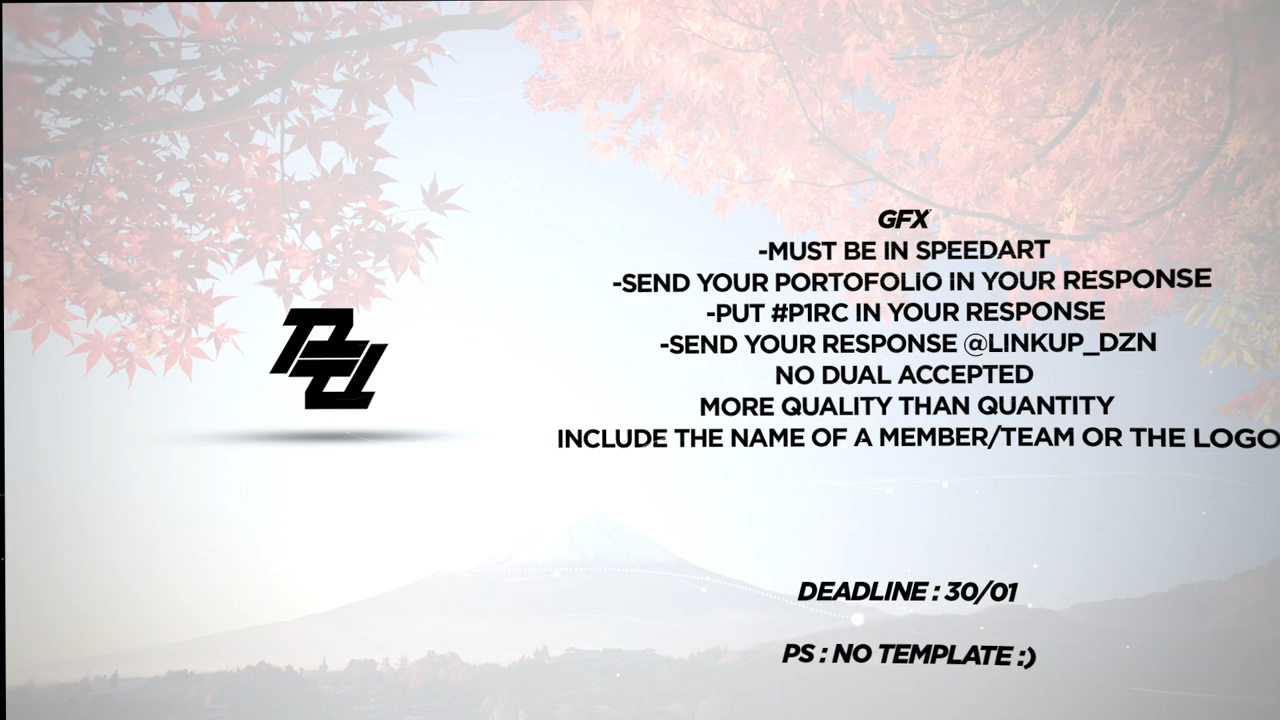 GFX
-MUST BE IN SPEEDART
-SEND YOUR PORTOFOLIO IN YOUR RESPONSE
-PUT #P1RC IN YOUR RESPONSE
-SEND YOUR RESPONSE @LINKUP_DZN
NO DUAL ACCEPTED
MORE QUALITY THAN QUANTITY
INCLUDE THE NAME OF A MEMBER/TEAM OR THE LOGO
DEADLINE : 30/01
PS : NO TEMPLATE :)